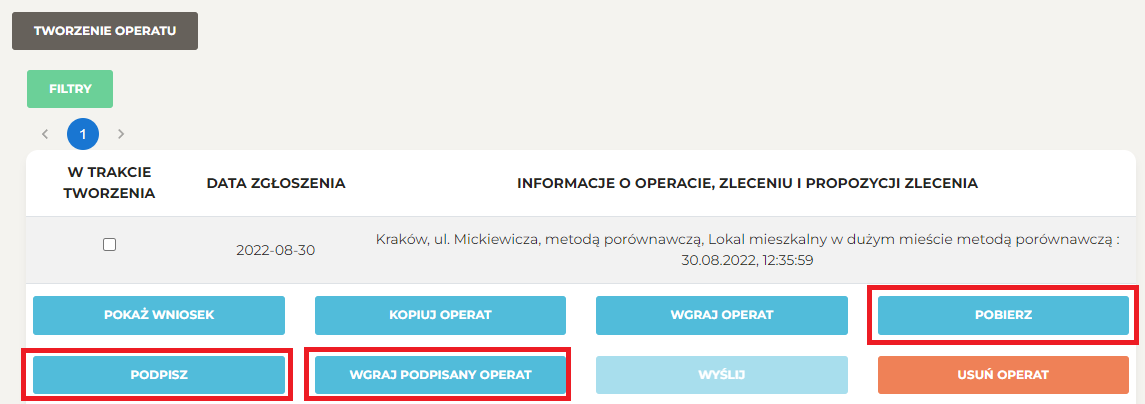 TWORZENIE OPERATU
FILTRY
1
W TRAKCIE
TWORZENIA
DATA ZGŁOSZENIA
INFORMACJE O OPERACIE, ZLECENIU I PROPOZYCJI ZLECENIA
2022-08-30
Kraków, ul. Mickiewicza, metodą porównawczą, Lokal mieszkalny w dużym mieście metodą porównawczą :
30.08.2022, 12:35:59
POKAŻ WNIOSEK
KOPIUJ OPERAT
WGRAJ OPERAT
POBIERZ
PODPISZ
WGRAJ PODPISANY OPERAT
WYŚLIJ
USUŃ OPERAT